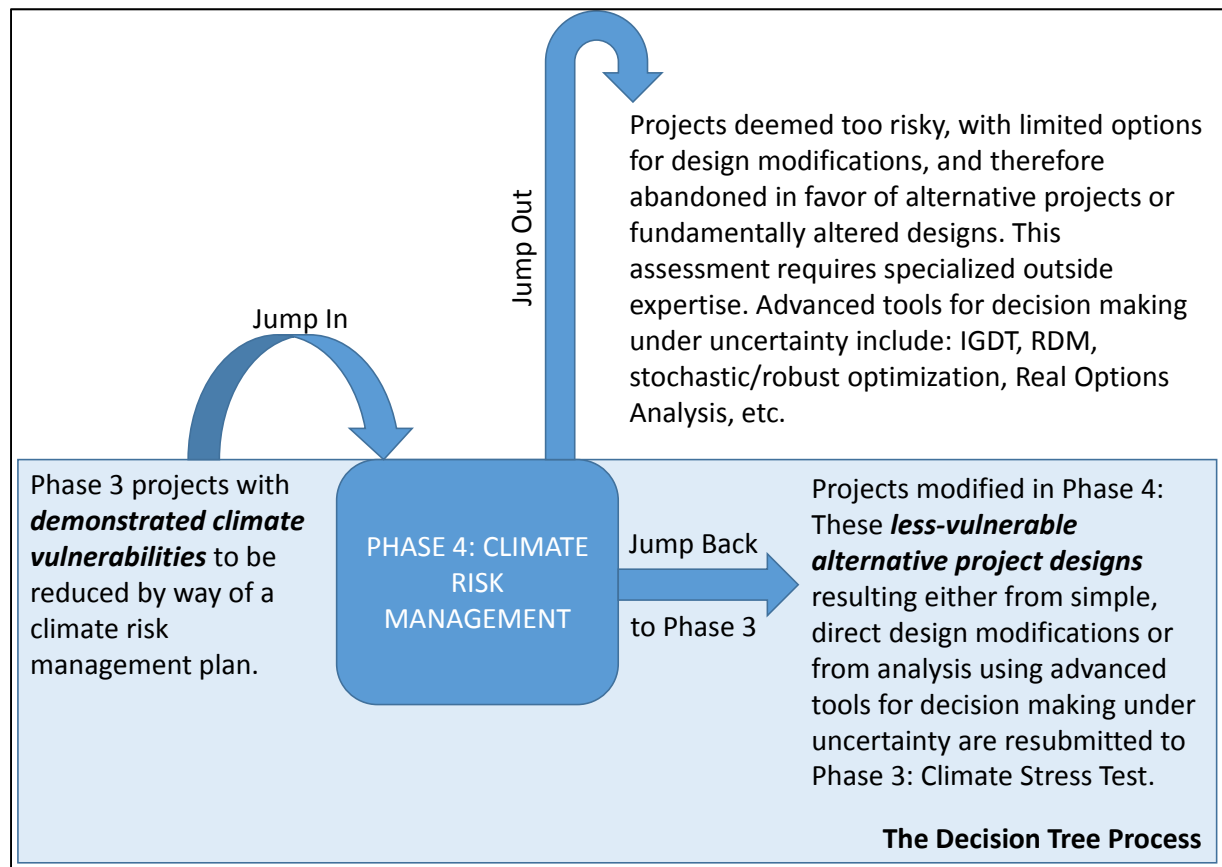 Projects deemed too risky, with limited options
for design modifications, and therefore
abandoned in favor of alternative projects or
fundamentally altered designs. This
assessment requires specialized outside
expertise. Advanced tools for decision making
under uncertainty include: IGDT, RDM,
stochastic/robust optimization, Real Options
Analysis, etc.
Jump Out
Jump In
Phase 3 projects with
demonstrated climate
vulnerabilities to be
reduced by way of a
climate risk
management plan.
PHASE 4: CLIMATE
RISK
MANAGEMENT
Jump Back
to Phase 3
Projects modified in Phase 4:
These less-vulnerable
alternative project designs
resulting either from simple,
direct design modifications or
from analysis using advanced
tools for decision making under
uncertainty are resubmitted to
Phase 3: Climate Stress Test.
The Decision Tree Process